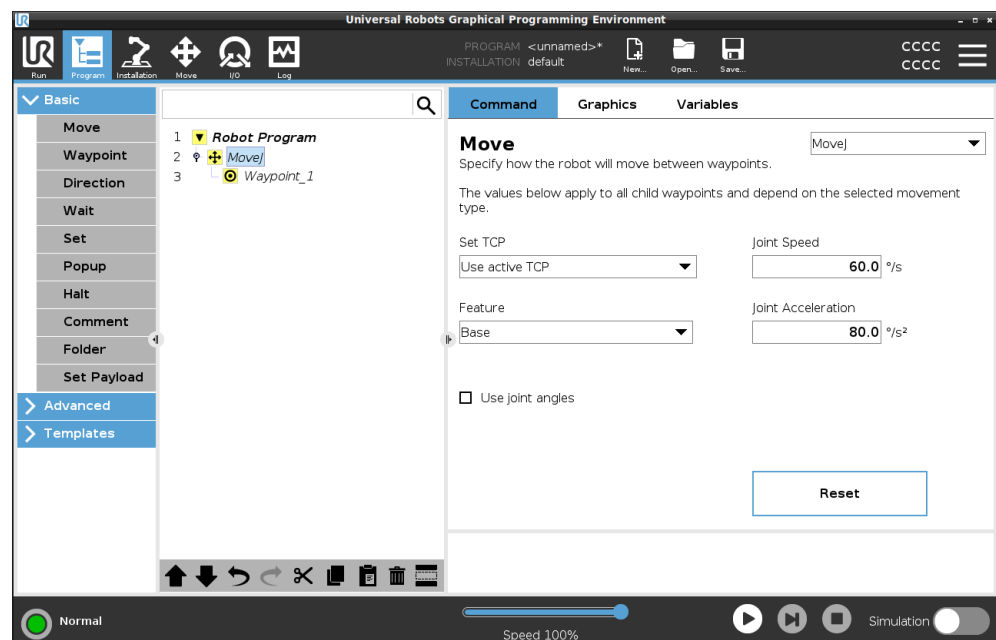 Universal Robots Graphical Programming Environment
UR
Run
Program
Installation
Move
I/O
Log
PROGRAM <unnamed>*
INSTALLATION default
New...
Open...
Save...
CCCC
CCCC
Basic
Move
Waypoint
Direction
Wait
Set
Popup
Halt
Comment
Folder
Set Payload
Advanced
Templates
1 Robot Program
2 MoveJ
3 Waypoint_1
Command Graphics Variables
Move
MoveJ
Specify how the robot will move between waypoints.
The values below apply to all child waypoints and depend on the selected movement
type.
Set TCP
Use active TCP
Joint Speed
60.0 °/s
Feature
Base
Joint Acceleration
80.0 °/s²
Use joint angles
Reset
Normal
Speed 100%
Simulation